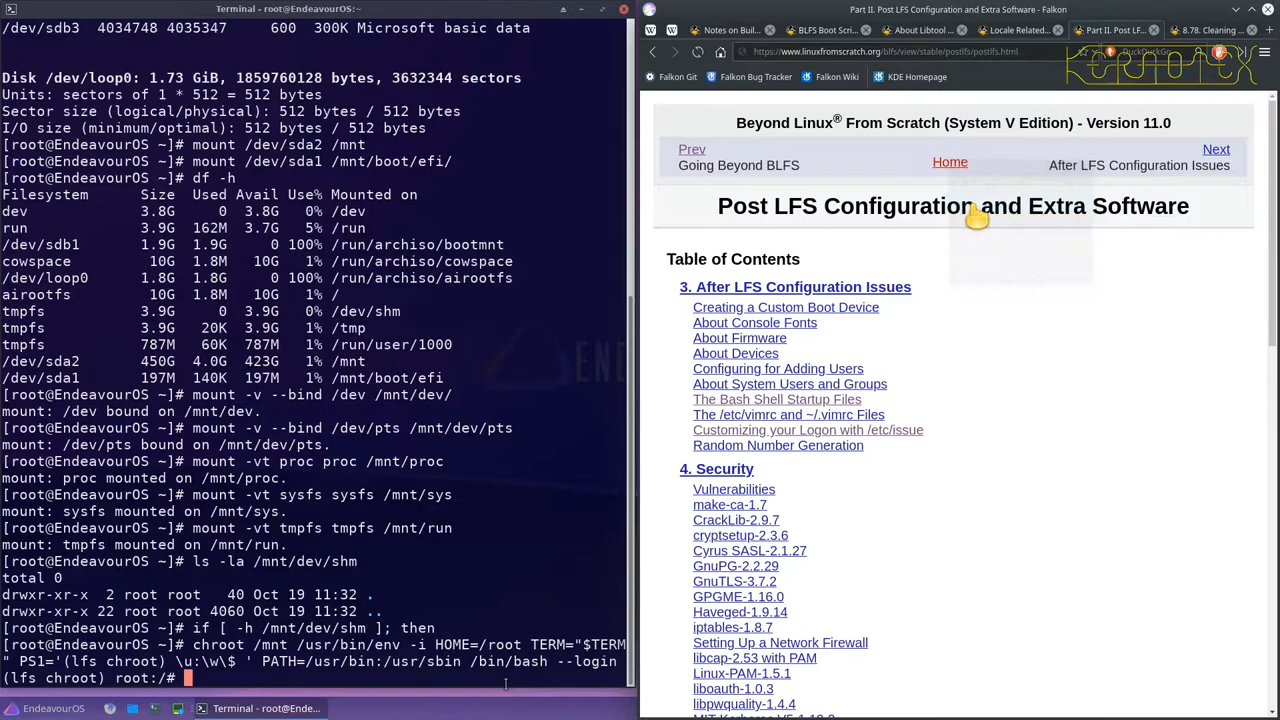 Terminal - root@EndeavourOS:~
/dev/sdb3  4034748 4035347     600  300K Microsoft basic data
Disk /dev/loop0: 1.73 GiB, 1859760128 bytes, 3632344 sectors
Units: sectors of 1 * 512 = 512 bytes
Sector size (logical/physical): 512 bytes / 512 bytes
I/O size (minimum/optimal): 512 bytes / 512 bytes
[root@EndeavourOS ~]# mount /dev/sda2 /mnt
[root@EndeavourOS ~]# mount /dev/sda1 /mnt/boot/efi/
[root@EndeavourOS ~]# df -h
Filesystem      Size  Used Avail Use% Mounted on
dev             3.8G     0  3.8G   0% /dev
run             3.9G  162M  3.7G   5% /run
/dev/sdb1       1.9G  1.9G     0 100% /run/archiso/bootmnt
cowspace         10G  1.8M   10G   1% /run/archiso/cowspace
/dev/loop0      1.8G  1.8G     0 100% /run/archiso/airootfs
airootfs         10G  1.8M   10G   1% /
tmpfs           3.9G     0  3.9G   0% /dev/shm
tmpfs           3.9G   20K  3.9G   1% /tmp
tmpfs           787M   60K  787M   1% /run/user/1000
/dev/sda2       450G  4.0G  423G   1% /mnt
/dev/sda1       197M  140K  197M   1% /mnt/boot/efi
[root@EndeavourOS ~]# mount -v --bind /dev /mnt/dev/
mount: /dev bound on /mnt/dev.
[root@EndeavourOS ~]# mount -v --bind /dev/pts /mnt/dev/pts
mount: /dev/pts bound on /mnt/dev/pts.
[root@EndeavourOS ~]# mount -vt proc proc /mnt/proc
mount: proc mounted on /mnt/proc.
[root@EndeavourOS ~]# mount -vt sysfs sysfs /mnt/sys
mount: sysfs mounted on /mnt/sys.
[root@EndeavourOS ~]# mount -vt tmpfs tmpfs /mnt/run
mount: tmpfs mounted on /mnt/run.
[root@EndeavourOS ~]# ls -la /mnt/dev/shm
total 0
drwxr-xr-x  2 root root   40 Oct 19 11:32 .
drwxr-xr-x 22 root root 4060 Oct 19 11:32 ..
[root@EndeavourOS ~]# if [ -h /mnt/dev/shm ]; then
[root@EndeavourOS ~]# chroot /mnt /usr/bin/env -i HOME=/root TERM="$TERM
" PS1='(lfs chroot) \u:\w\$ ' PATH=/usr/bin:/usr/sbin /bin/bash --login
(lfs chroot) root:/#
EndeavourOS
Terminal - root@Ende...
Part II. Post LFS Configuration and Extra Software - Falkon
Notes on Buil...
BLFS Boot Scri...
About Libtool ...
Locale Related...
Part II. Post LF...
8.78. Cleaning ...
https://www.linuxfromscratch.org/blfs/view/stable/postlfs/postlfs.html
DuckDuckGo
Falkon Git
Falkon Bug Tracker
Falkon Wiki
KDE Homepage
Beyond Linux® From Scratch (System V Edition) - Version 11.0
Prev
Home
Next
Going Beyond BLFS
After LFS Configuration Issues
Post LFS Configuration and Extra Software
Table of Contents
3. After LFS Configuration Issues
Creating a Custom Boot Device
About Console Fonts
About Firmware
About Devices
Configuring for Adding Users
About System Users and Groups
The Bash Shell Startup Files
The /etc/vimrc and ~/.vimrc Files
Customizing your Logon with /etc/issue
Random Number Generation
4. Security
Vulnerabilities
make-ca-1.7
CrackLib-2.9.7
cryptsetup-2.3.6
Cyrus SASL-2.1.27
GnuPG-2.2.29
GnuTLS-3.7.2
GPGME-1.16.0
Haveged-1.9.14
iptables-1.8.7
Setting Up a Network Firewall
libcap-2.53 with PAM
Linux-PAM-1.5.1
liboauth-1.0.3
libpwquality-1.4.4